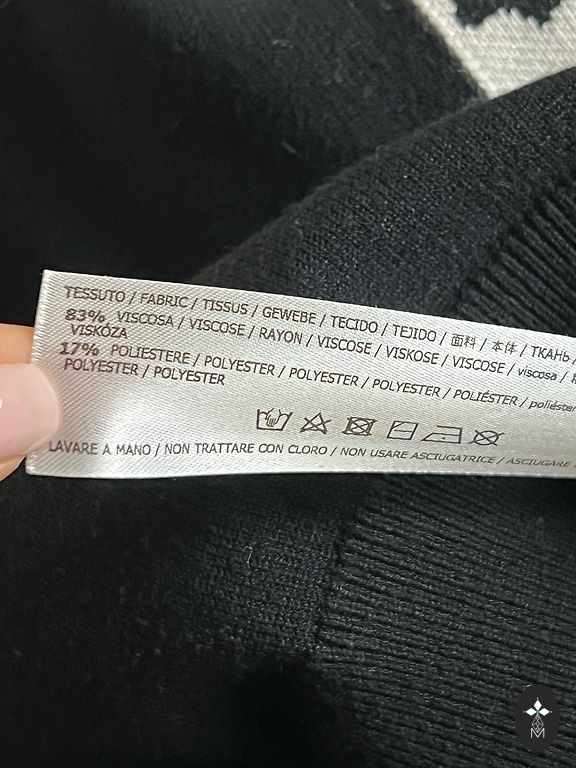 TESSUTO / FABRIC / TISSUS / GEWEBE / TECIDO / TEJIDO / 面料 / 本体 / ТКАНЬ
83% VISCOSA / VISCOSE / RAYON / VISCOSE / VISKOSE / VISCOSE / viscosa /
VISKÓZA
17% POLIESTERE / POLYESTER / POLYESTER / POLYESTER / POLIÉSTER / poliéster
POLYESTER / POLYESTER
LAVARE A MANO / NON TRATTARE CON CLORO / NON USARE ASCIUGATRICE / ASCIUGARE
M